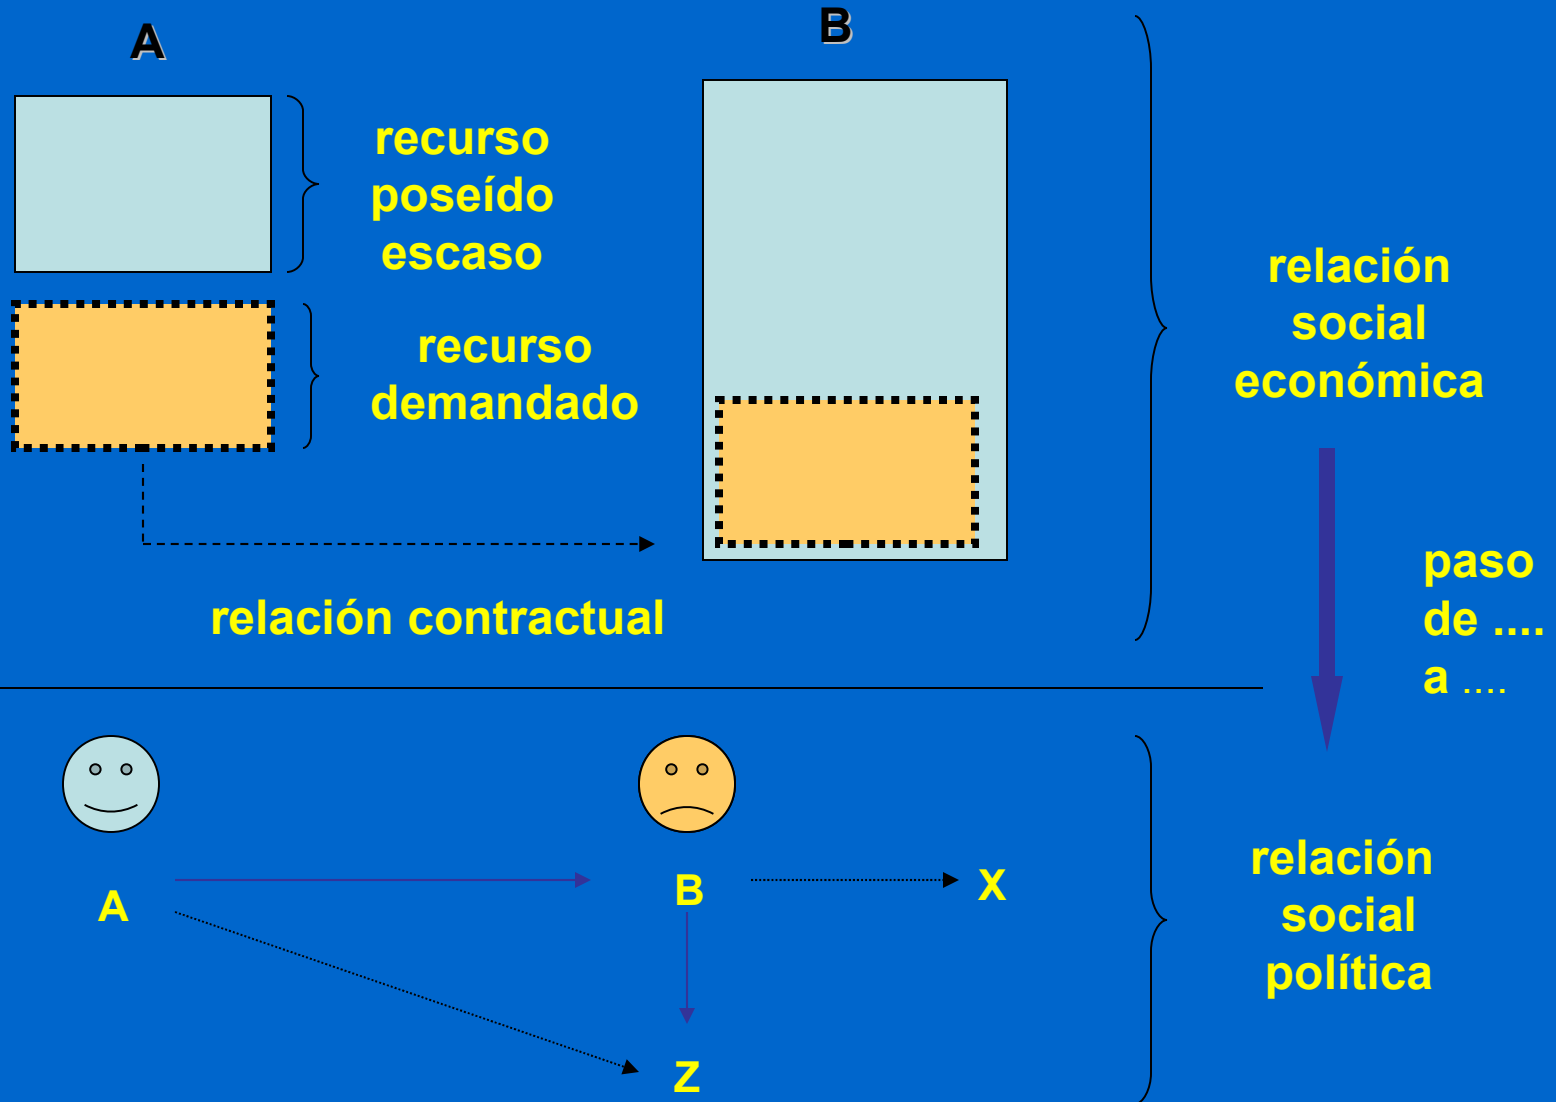 A
B
recurso
poseído
escaso
recurso
demandado
relación contractual
relación
social
económica
paso
de ....
a ....
A
B
X
Z
relación
social
política